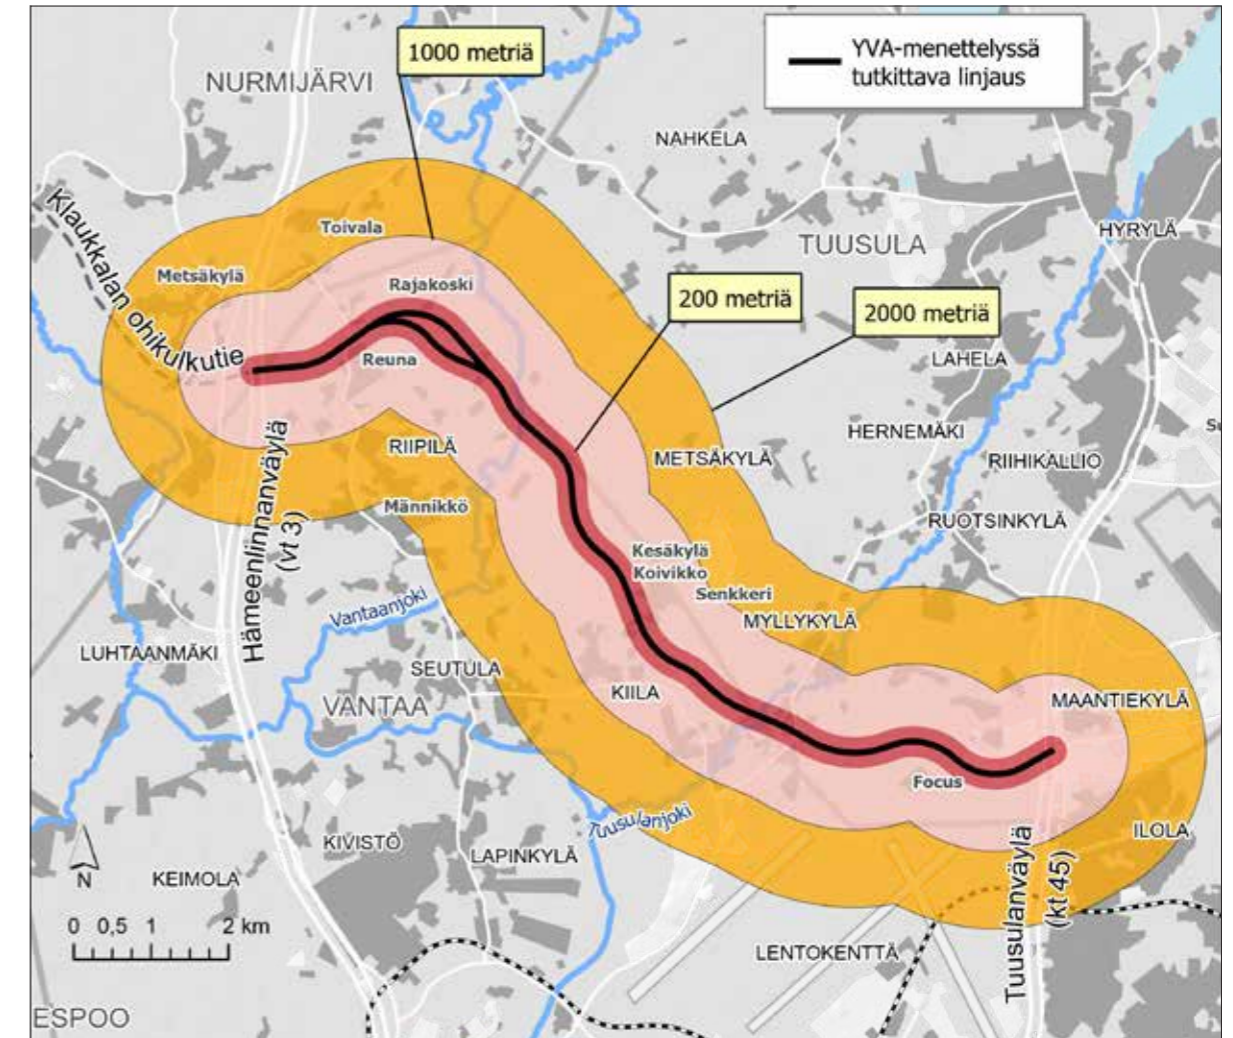 1000 metriä
YVA-menettelyssä
tutkittava linjaus
NURMIJÄRVI
NAHKELA
Klaukkalan ohikulkutie
Toivala
TUUSULA
HYRYLÄ
Metsäkylä
Rajakoski
200 metriä
2000 metriä
Reuna
LAHELA
RIIPILÄ
METSÄKYLÄ
HERNEMÄKI
RIIHIKALLIO
Männikkö
RUOTSINKYLÄ
Hämeenlinnanväylä
(vt 3)
Kesäkylä
Koivikko
Senkkeri
Vantaanjoki
MYLLYKYLÄ
LUHTAANMÄKI
SEUTULA
KIILA
MAANTIEKYLÄ
VANTAA
Focus
Tuusulanjoki
ILOLA
KIVISTÖ
LAPINKYLÄ
Tuusulanväylä
(kt 45)
N
KEIMOLA
0 0,5 1 2 km
LENTOKENTTÄ
ESPOO